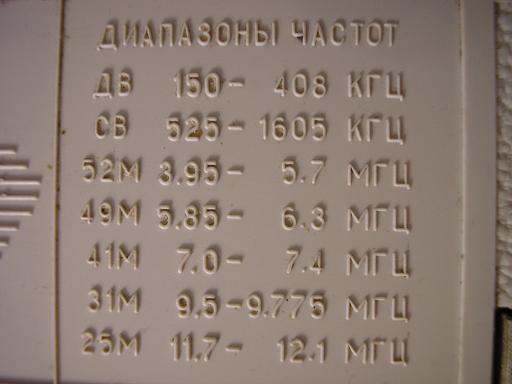 ДИАПАЗОНЫ ЧАСТОТ
ДВ 150 - 408 КГЦ
СВ 525 - 1605 КГЦ
52М 3.95 - 5.7 МГЦ
49М 5.85 - 6.3 МГЦ
41М 7.0 - 7.4 МГЦ
31М 9.5 - 9.775 МГЦ
25М 11.7 - 12.1 МГЦ